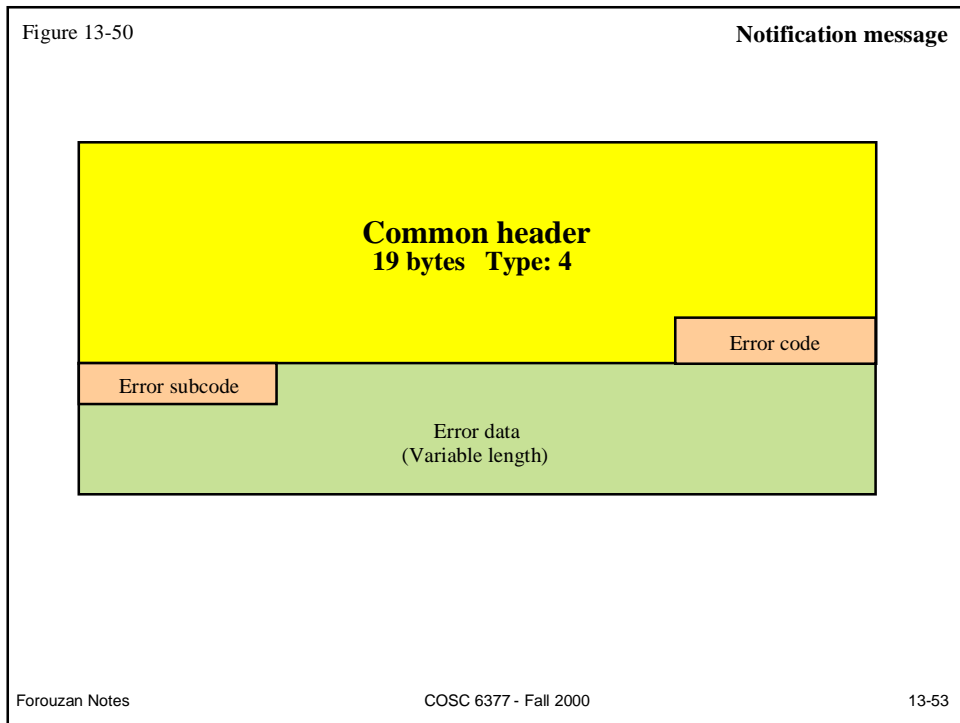 Figure 13-50
Notification message
Common header
19 bytes Type: 4
Error code
Error subcode
Error data
(Variable length)
Forouzan Notes
COSC 6377 - Fall 2000
13-53